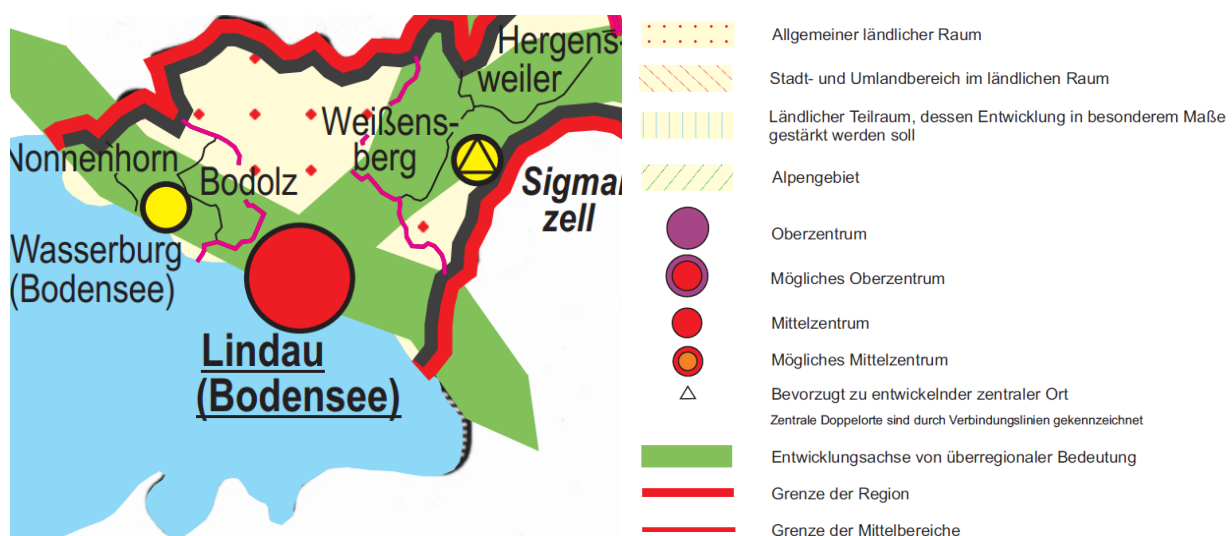 Hergens-
weiler
Weißens-
berg
Nonnenhorn
Bodolz
Sigmar
zell
Wasserburg
(Bodensee)
Lindau
(Bodensee)
Allgemeiner ländlicher Raum
Stadt- und Umlandbereich im ländlichen Raum
Ländlicher Teilraum, dessen Entwicklung in besonderem Maße
gestärkt werden soll
Alpengebiet
Oberzentrum
Mögliches Oberzentrum
Mittelzentrum
Mögliches Mittelzentrum
Bevorzugt zu entwickelnder zentraler Ort
Zentrale Doppelorte sind durch Verbindungslinien gekennzeichnet
Entwicklungsachse von überregionaler Bedeutung
Grenze der Region
Grenze der Mittelbereiche